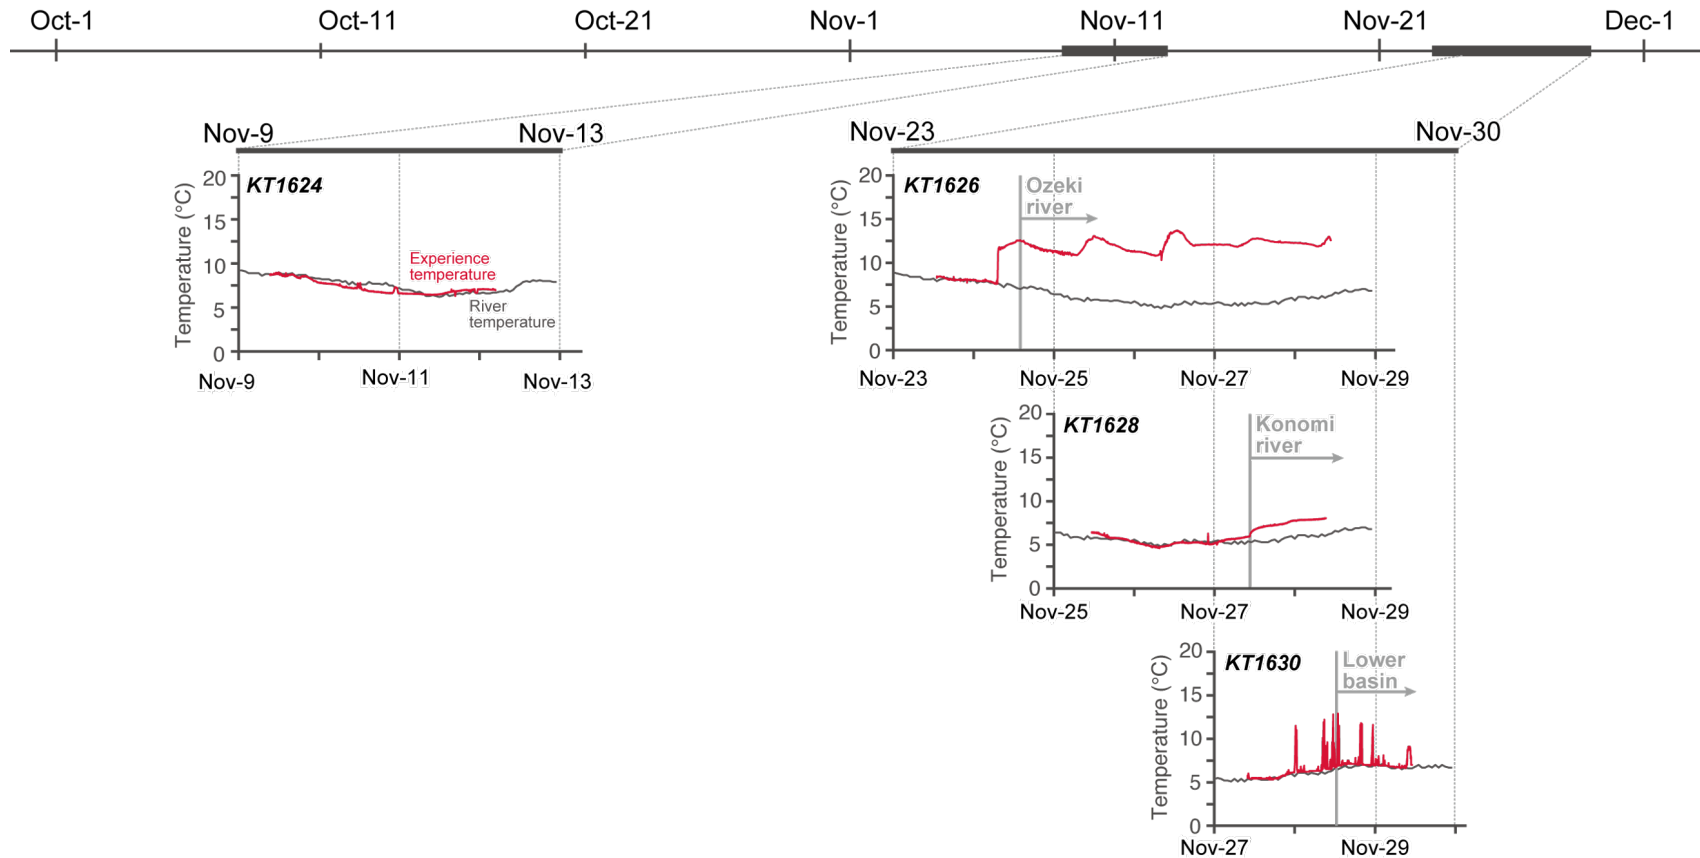 Oct-1 Oct-11 Oct-21 Nov-1 Nov-11 Nov-21 Dec-1
Nov-9 Nov-13 Nov-23 Nov-30
Temperature (°C)
20
15
10
5
0
KT1624
Experience
temperature
River
temperature
Nov-9 Nov-11 Nov-13
Temperature (°C)
20
15
10
5
0
KT1626
Ozeki
river
Nov-23 Nov-25 Nov-27 Nov-29
Temperature (°C)
20
15
10
5
0
KT1628
Konomi
river
Nov-25 Nov-27 Nov-29
Temperature (°C)
20
15
10
5
0
KT1630
Lower
basin
Nov-27 Nov-29